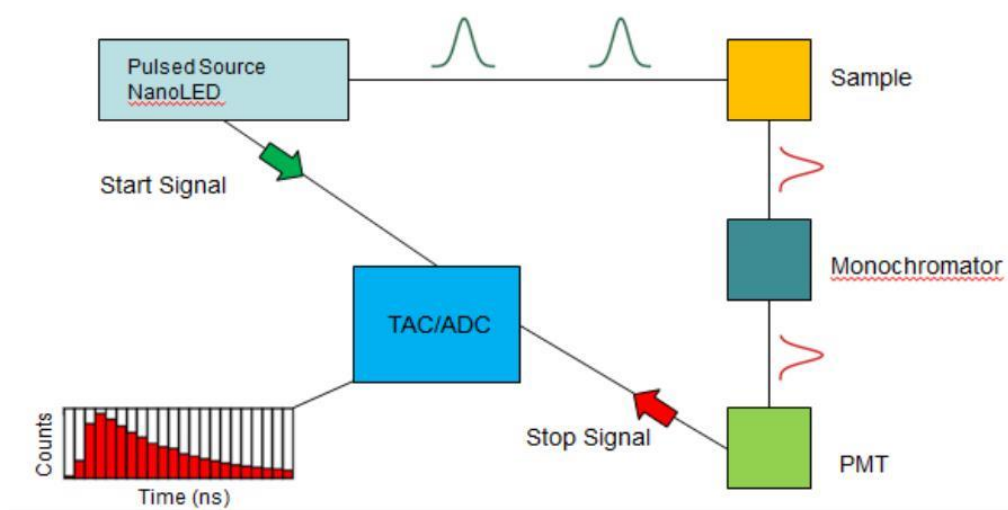 Pulsed Source
NanoLED
Sample
Start Signal
Monochromator
TAC/ADC
Stop Signal
PMT
Counts
Time (ns)